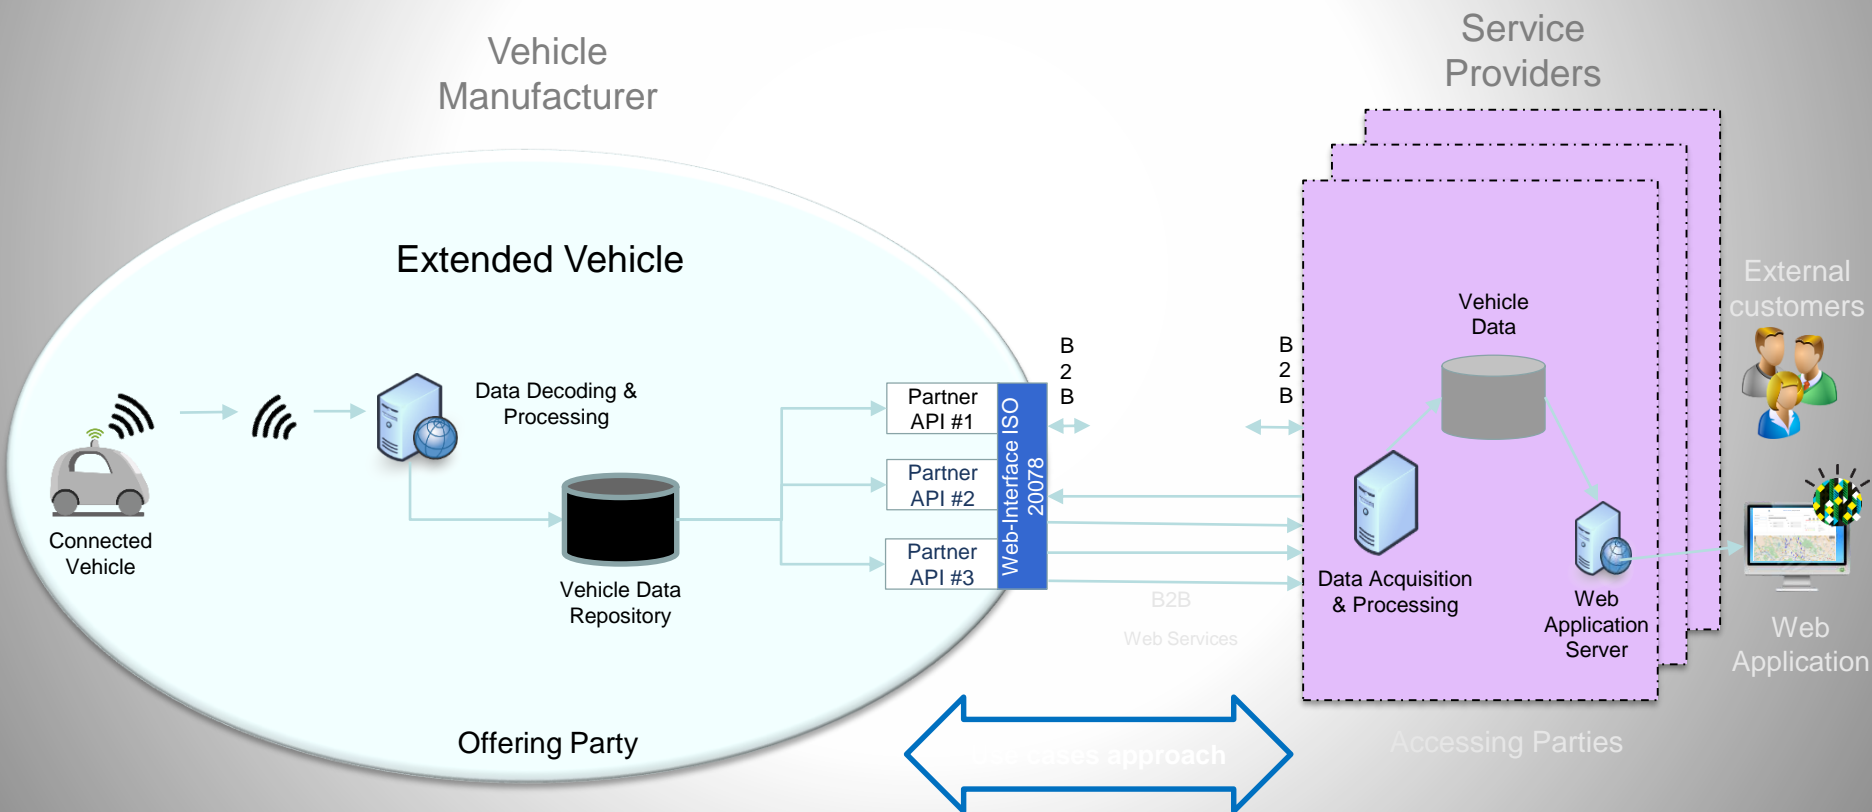 Vehicle
Manufacturer
Service
Providers
Extended Vehicle
External
customers
Vehicle
Data
B
2
B
B
2
B
Data Decoding &
Processing
Partner
API #1
Partner
API #2
Partner
API #3
Web-Interface ISO
20078
Connected
Vehicle
Vehicle Data
Repository
B2B
Web Services
Data Acquisition
& Processing
Web
Application
Server
Web
Application
Offering Party
cases approach
Accessing Parties